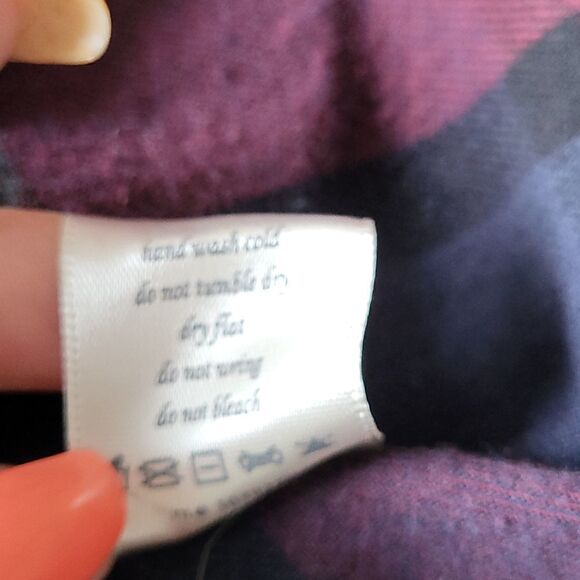 hand wash cold
do not tumble dry
dry flat
do not wring
do not bleach